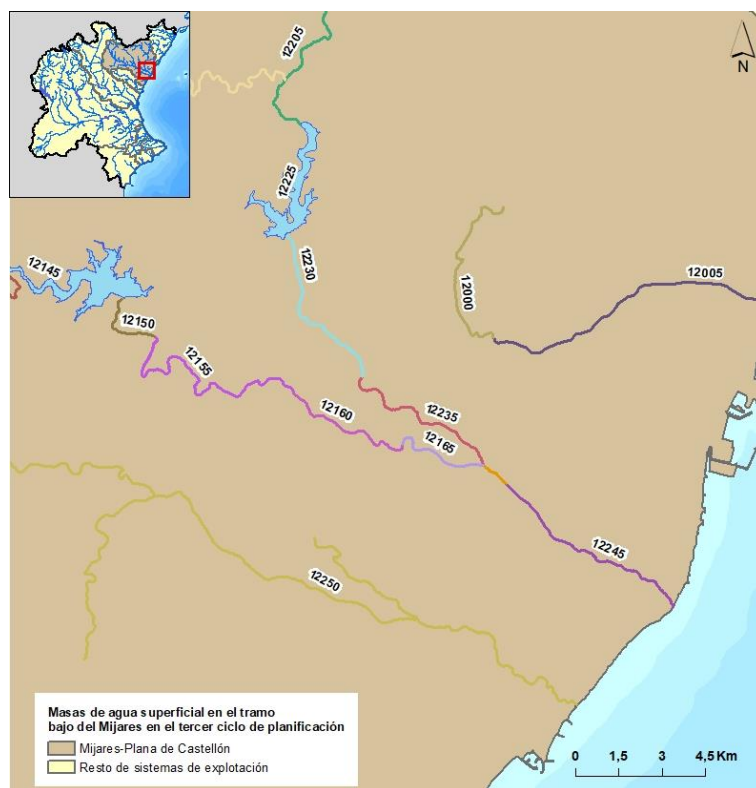 12205
12225
12230
12145
12150
12155
12160
12235
12165
12000
12005
12245
12250
N
Masas de agua superficial en el tramo
bajo del Mijares en el tercer ciclo de planificación
Mijares-Plana de Castellón
Resto de sistemas de explotación
0 1,5 3 4,5 Km